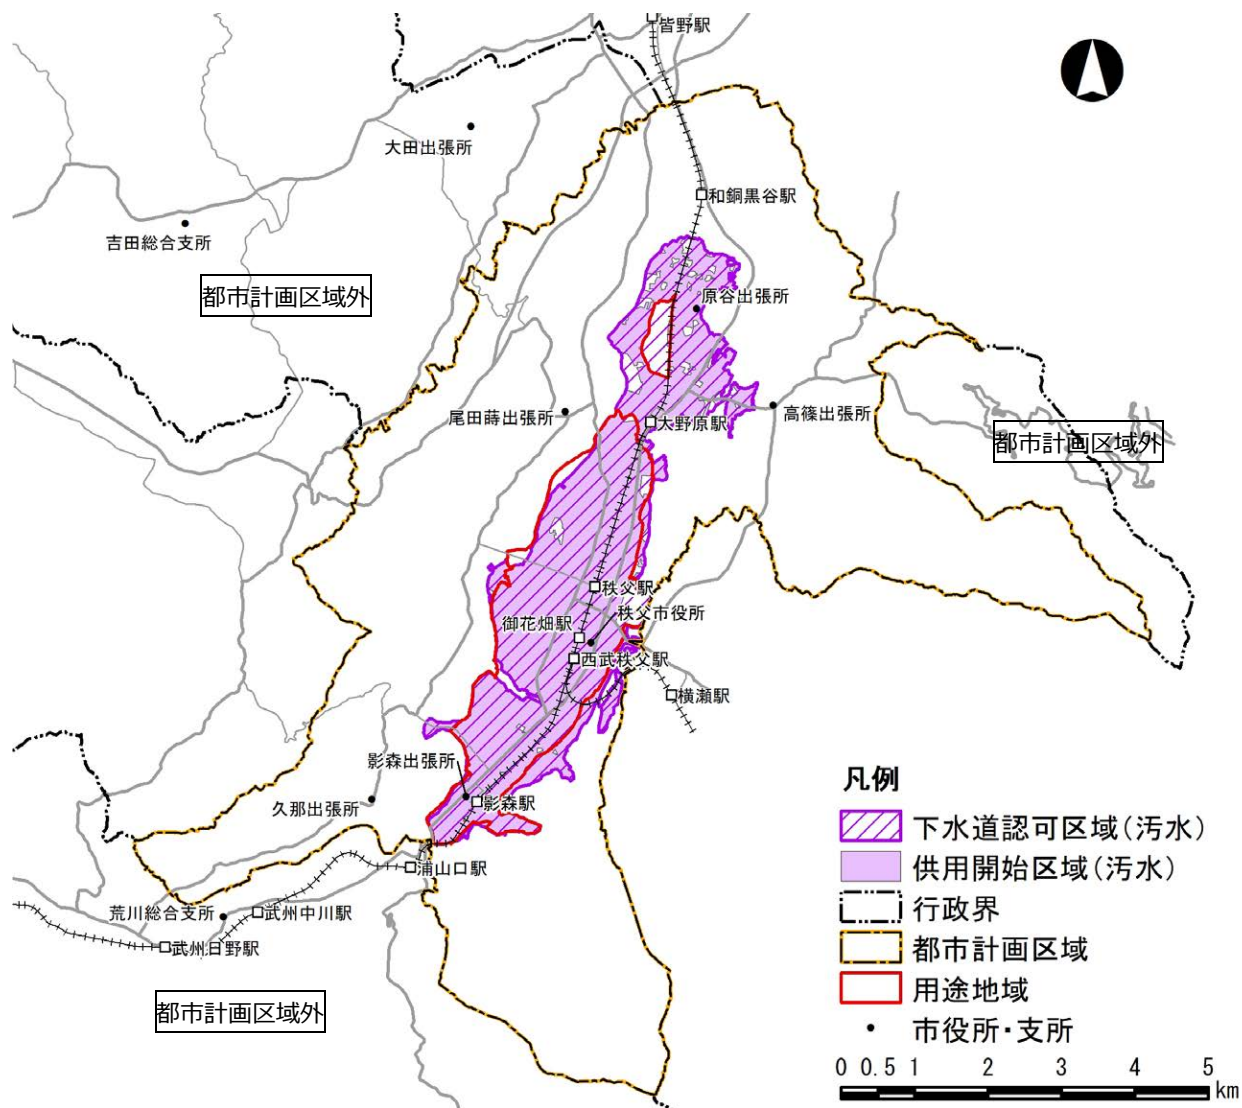 皆野駅
大田出張所
和銅黒谷駅
吉田総合支所
都市計画区域外
原谷出張所
尾田蒔出張所
大野原駅
高篠出張所
都市計画区域外
秩父駅
秩父市役所
御花畑駅
西武秩父駅
横瀬駅
影森出張所
影森駅
久那出張所
浦山口駅
荒川総合支所
武州中川駅
武州日野駅
都市計画区域外
凡例
下水道認可区域(汚水)
供用開始区域(汚水)
行政界
都市計画区域
用途地域
市役所・支所
0 0.5 1 2 3 4 5
km